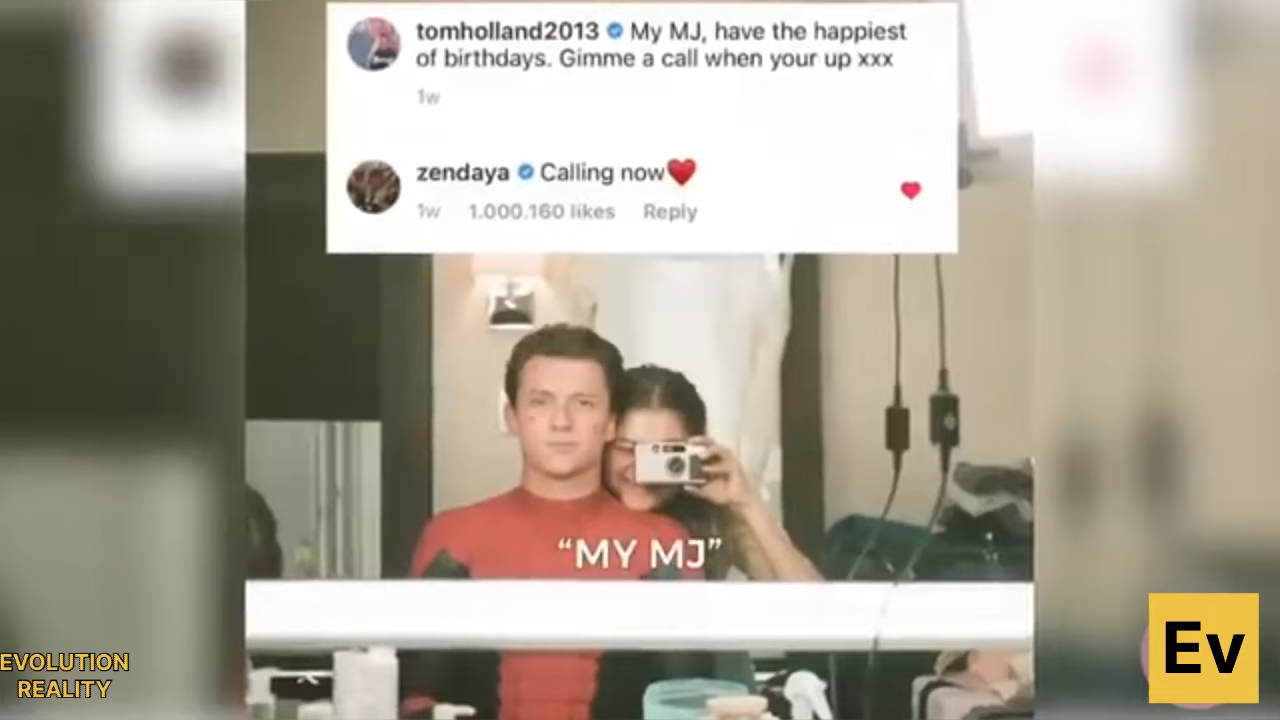 tomholland2013 My MJ, have the happiest
of birthdays. Gimme a call when your up xxx
1w
zendaya Calling now❤️
1w 1.000.160 likes Reply
“MY MJ”
EVOLUTION
REALITY
Ev